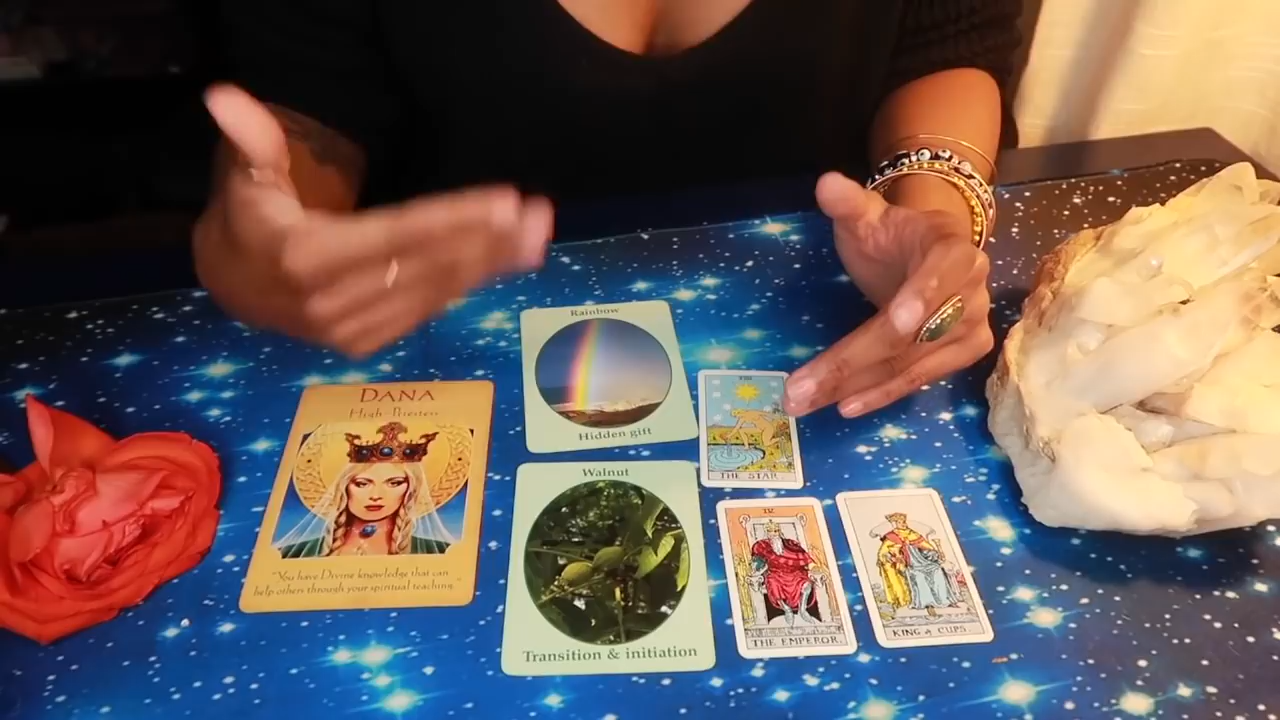 DANA
High-Priestess
"You have Divine knowledge that can
help others through your spiritual teaching."
Rainbow
Hidden gift
Walnut
Transition & initiation
THE STAR.
IV
THE EMPEROR.
KING of CUPS.